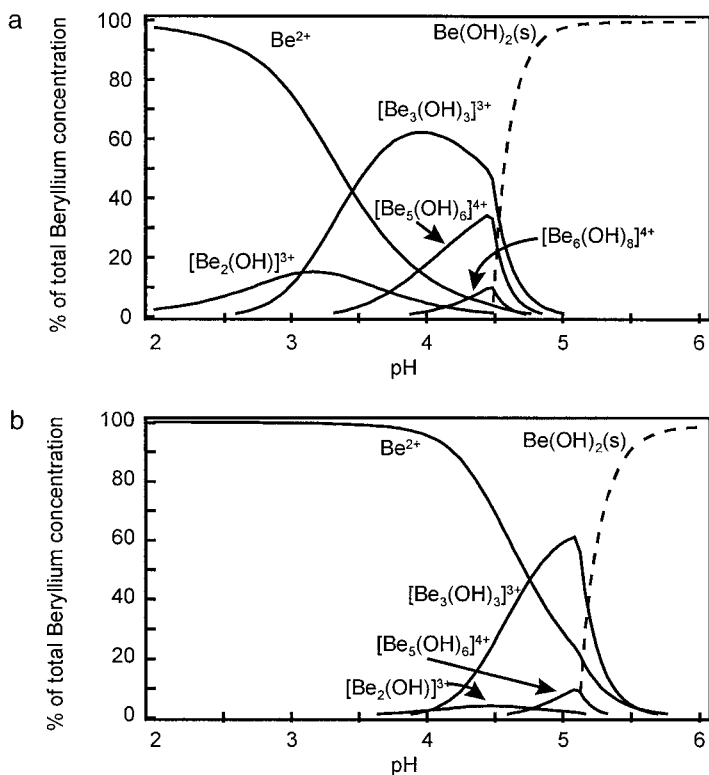 a
% of total Beryllium concentration
100
80
60
40
20
0
Be²⁺
Be(OH)₂(s)
[Be₃(OH)₃]³⁺
[Be₅(OH)₆]⁴⁺
[Be₆(OH)₈]⁴⁺
[Be₂(OH)]³⁺
2 3 4 5 6
pH
b
% of total Beryllium concentration
100
80
60
40
20
0
Be²⁺
Be(OH)₂(s)
[Be₃(OH)₃]³⁺
[Be₅(OH)₆]⁴⁺
[Be₂(OH)]³⁺
2 3 4 5 6
pH